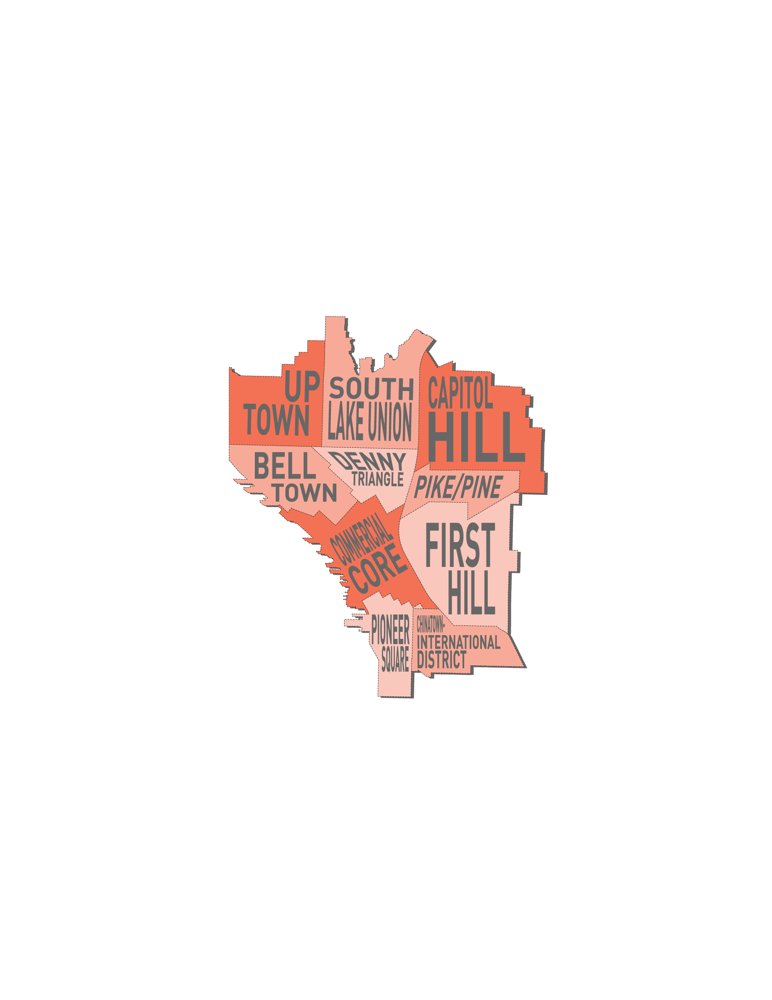 UP
TOWN
SOUTH
LAKE UNION
CAPITOL
HILL
BELL
TOWN
DENNY
TRIANGLE
PIKE/PINE
COMMERCIAL
CORE
FIRST
HILL
PIONEER
SQUARE
CHINATOWN-
INTERNATIONAL
DISTRICT